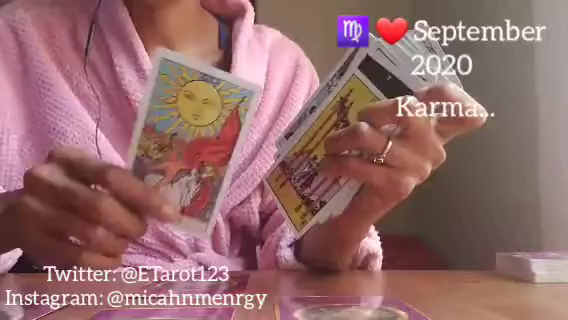 ♍ ❤️ September
2020
Karma...
Twitter: @ETarot123
Instagram: @micahnmenrgy